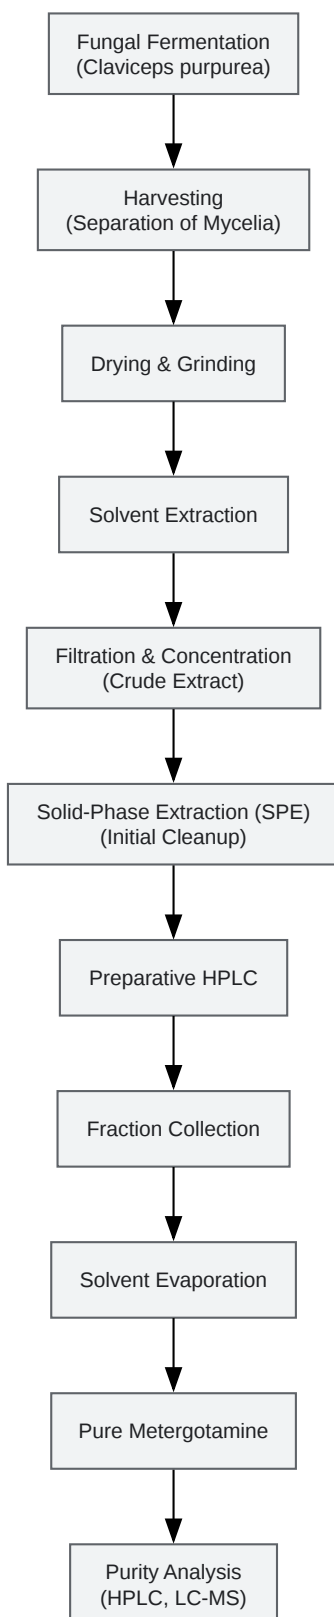 Fungal Fermentation
(Claviceps purpurea)
Harvesting
(Separation of Mycelia)
Drying & Grinding
Solvent Extraction
Filtration & Concentration
(Crude Extract)
Solid-Phase Extraction (SPE)
(Initial Cleanup)
Preparative HPLC
Fraction Collection
Solvent Evaporation
Pure Metergotamine
Purity Analysis
(HPLC, LC-MS)